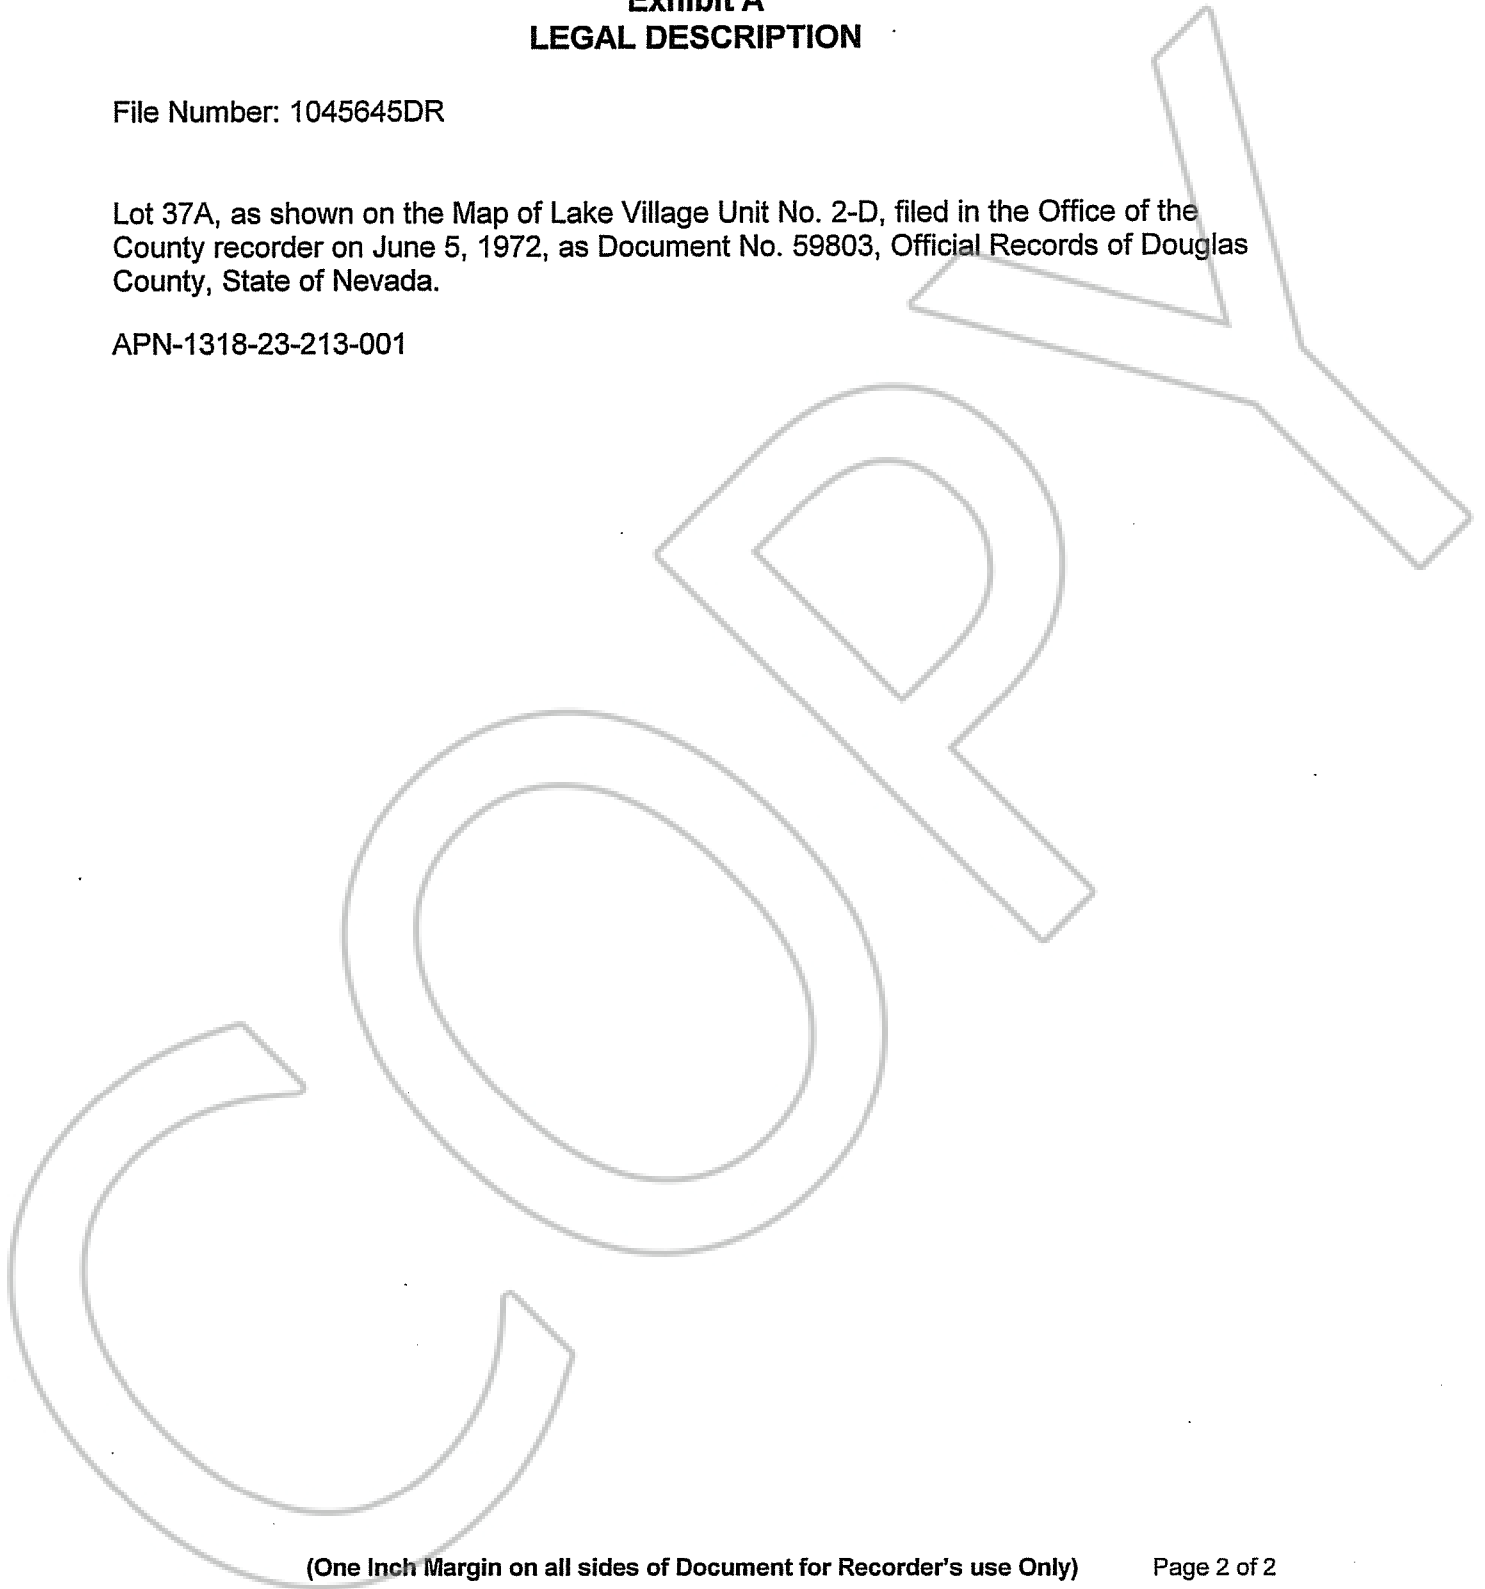 Exhibit A
LEGAL DESCRIPTION
File Number: 1045645DR
Lot 37A, as shown on the Map of Lake Village Unit No. 2-D, filed in the Office of the
County recorder on June 5, 1972, as Document No. 59803, Official Records of Douglas
County, State of Nevada.
APN-1318-23-213-001
COPY
(One Inch Margin on all sides of Document for Recorder's use Only) Page 2 of 2